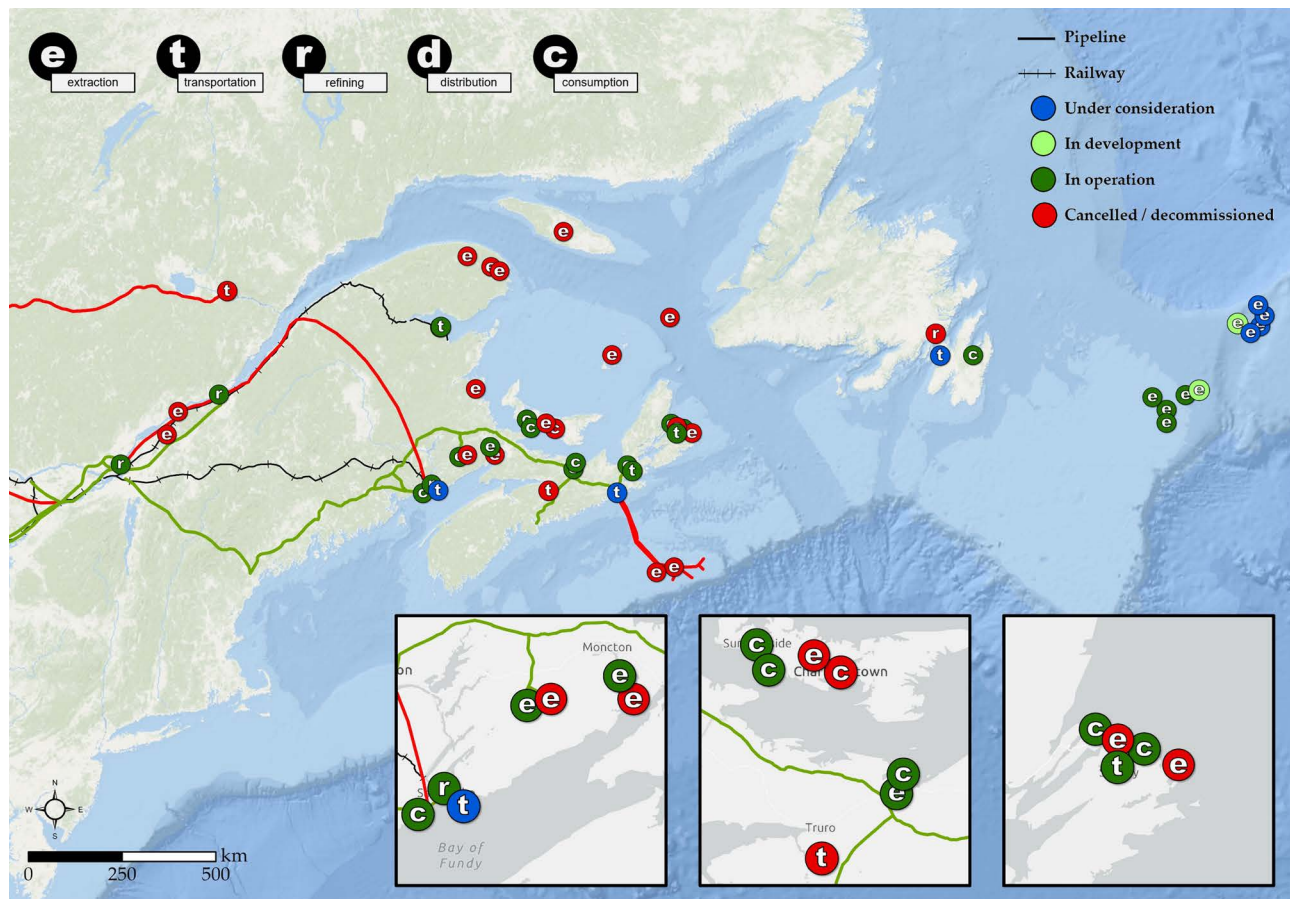 e t r d c
extraction transportation refining distribution consumption
Pipeline
Railway
Under consideration
In development
In operation
Cancelled / decommissioned
e
e e e
t
e
t
e
r
t
c
e
e e e e e
e
e
r
e
e
r
e e e e e
c c e c
t e
e e e
c
c t
t
t
t
c t
e e
N
W E
S
km
0 250 500
Moncton
on
e e
e e
r
c t
Bay of
Fundy
c
c
e
c
c
e
Truro
t
c
e
c
t
e